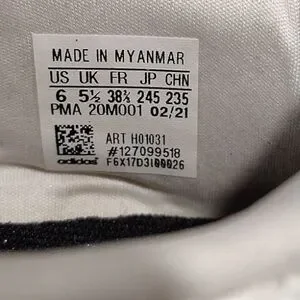 MADE IN MYANMAR
US UK FR JP CHN
6 5½ 38⅔ 245 235
PMA 20M001 02/21
ART H01031
#127099518
adidas F6X17D3I00026